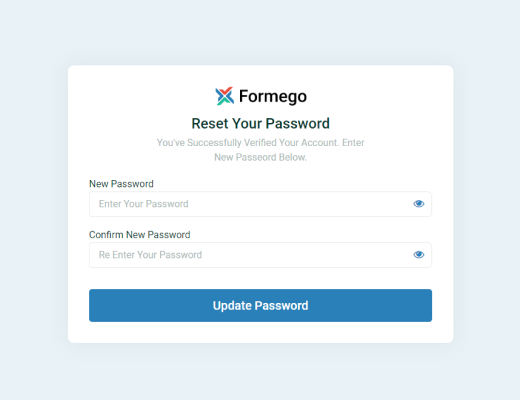 Formego
Reset Your Password
You've Successfully Verified Your Account. Enter
New Passeord Below.
New Password
Enter Your Password
Confirm New Password
Re Enter Your Password
Update Password